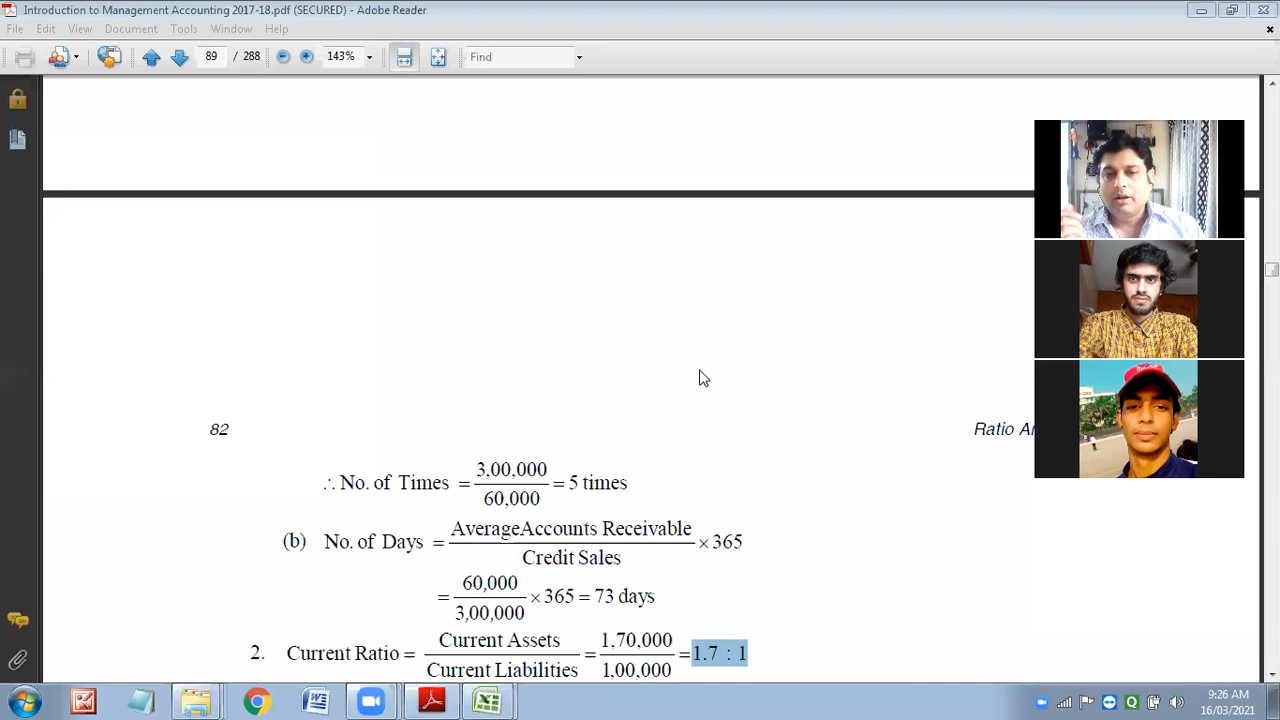 Introduction to Management Accounting 2017-18.pdf (SECURED) - Adobe Reader
File Edit View Document Tools Window Help
89 / 288 143% Find
82
Ratio Ar
∴ No. of Times = 3,00,000 / 60,000 = 5 times
(b) No. of Days = AverageAccounts Receivable / Credit Sales × 365
= 60,000 / 3,00,000 × 365 = 73 days
2. Current Ratio = Current Assets / Current Liabilities = 1,70,000 / 1,00,000 = 1.7 : 1
9:26 AM
16/03/2021